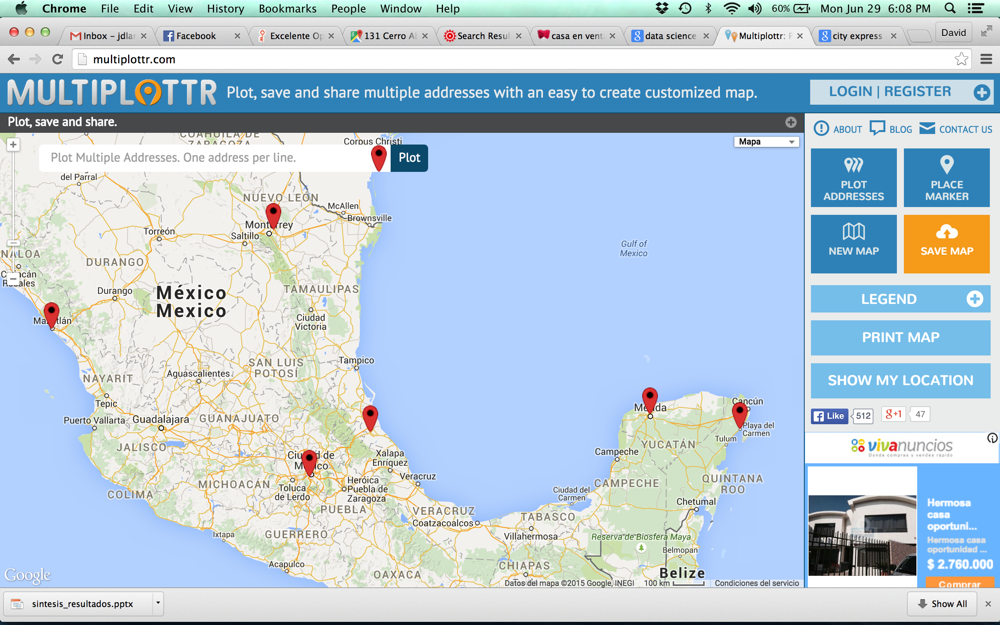 Chrome File Edit View History Bookmarks People Window Help 60% Mon Jun 29 6:08 PM
Inbox – jdlar Facebook Excelente Op 131 Cerro Al Search Resul casa en venta data science Multiplottr: P city express David
multiplottr.com
MULTIPLOTTR Plot, save and share multiple addresses with an easy to create customized map. LOGIN | REGISTER
Plot, save and share.
ABOUT BLOG CONTACT US
COAHUILA DE
ZARAGOZA
Corpus Christi
Mapa
Plot Multiple Addresses. One address per line. Plot
del Parral
NUEVO LEÓN
McAllen
Brownsville
Monterrey
Torreón
Saltillo
Gulf of
Mexico
NALOA
DURANGO
Culiacán
Rosales
Durango
México
Mexico
TAMAULIPAS
Mazatlán
Ciudad
Victoria
Tampico
SAN LUIS
POTOSÍ
Aguascalientes
NAYARIT
Tepic
Puerto Vallarta
Guadalajara
GUANAJUATO
Mérida
Cancún
Playa del
Carmen
Tulum
YUCATÁN
JALISCO
Campeche
Ciudad de
México
Xalapa
Enríquez
Veracruz
MICHOACÁN
Toluca
de Lerdo
Heróica
Puebla de
Zaragoza
COLIMA
PUEBLA
CAMPECHE
QUINTANA
ROO
Ciudad del
Carmen
Chetumal
VERACRUZ
TABASCO
Coatzacoalcos
Ixtapa
GUERRERO
Villahermosa
Reserva de Biosfera Maya
Belmopan
Acapulco
OAXACA
CHIAPAS
Belize
Google
Datos del mapa ©2015 Google, INEGI 100 km Condiciones del servicio
PLOT
ADDRESSES
PLACE
MARKER
NEW MAP
SAVE MAP
LEGEND
PRINT MAP
SHOW MY LOCATION
Like 512 g+1 47
vivanuncios
Donde compras y vendes rápido
Hermosa
casa
oportuni...
Hermosa casa
oportunidad ...
$ 2.760.000
Comprar
sintesis_resultados.pptx
Show All